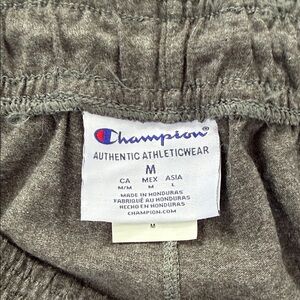 Champion®
AUTHENTIC ATHLETICWEAR
M
CA MEX ASIA
M/M M L
MADE IN HONDURAS
FABRIQUÉ AU HONDURAS
HECHO EN HONDURAS
CHAMPION.COM
M